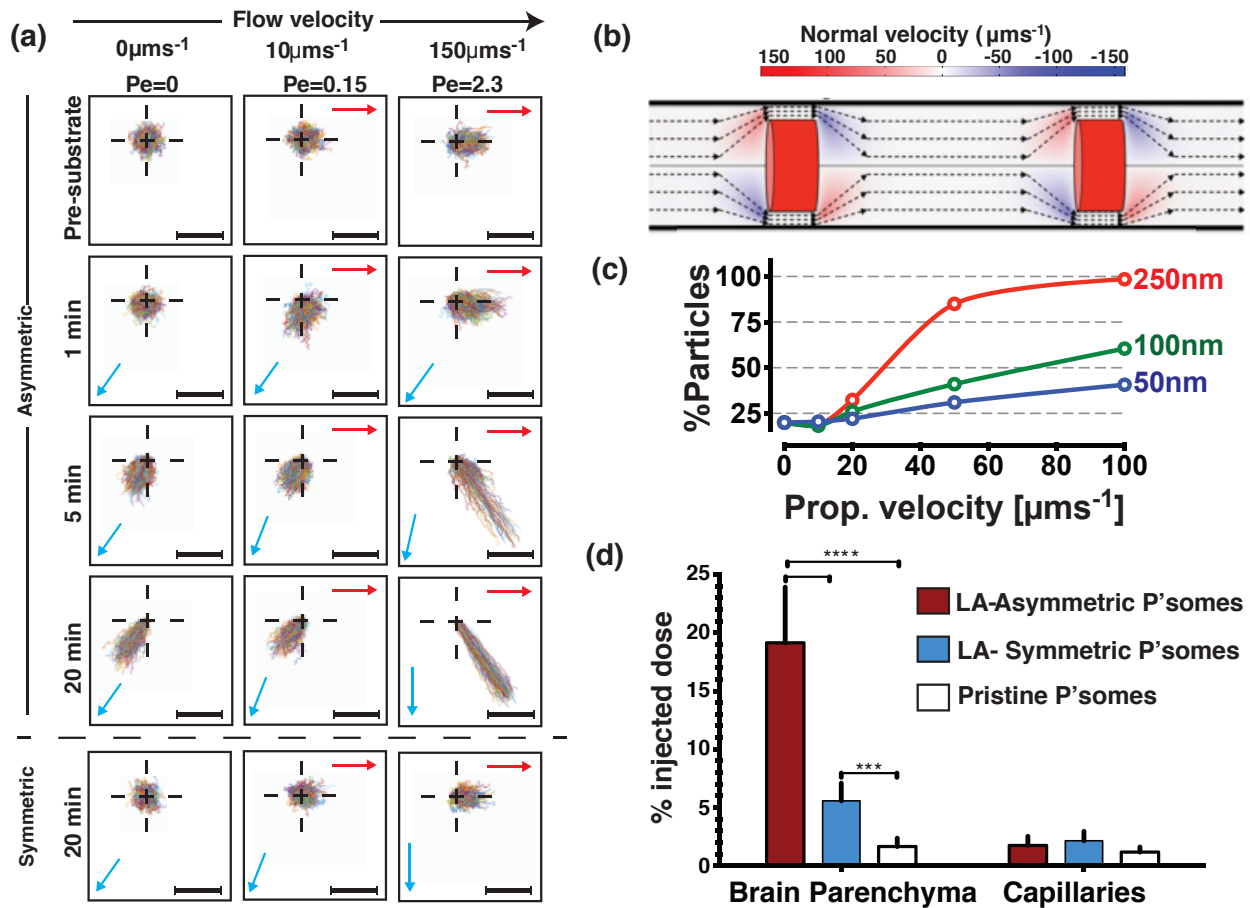 (a)
Flow velocity
0µms⁻¹
10µms⁻¹
150µms⁻¹
Pe=0
Pe=0.15
Pe=2.3
Asymmetric
Pre-substrate
1 min
5 min
20 min
Symmetric
20 min
(b)
Normal velocity (µms⁻¹)
150 100 50 0 -50 -100 -150
(c)
100
75
50
25
%Particles
250nm
100nm
50nm
0 20 40 60 80 100
Prop. velocity [µms⁻¹]
(d)
25
20
15
10
5
0
% injected dose
****
***
LA-Asymmetric P'somes
LA- Symmetric P'somes
Pristine P'somes
Brain Parenchyma
Capillaries